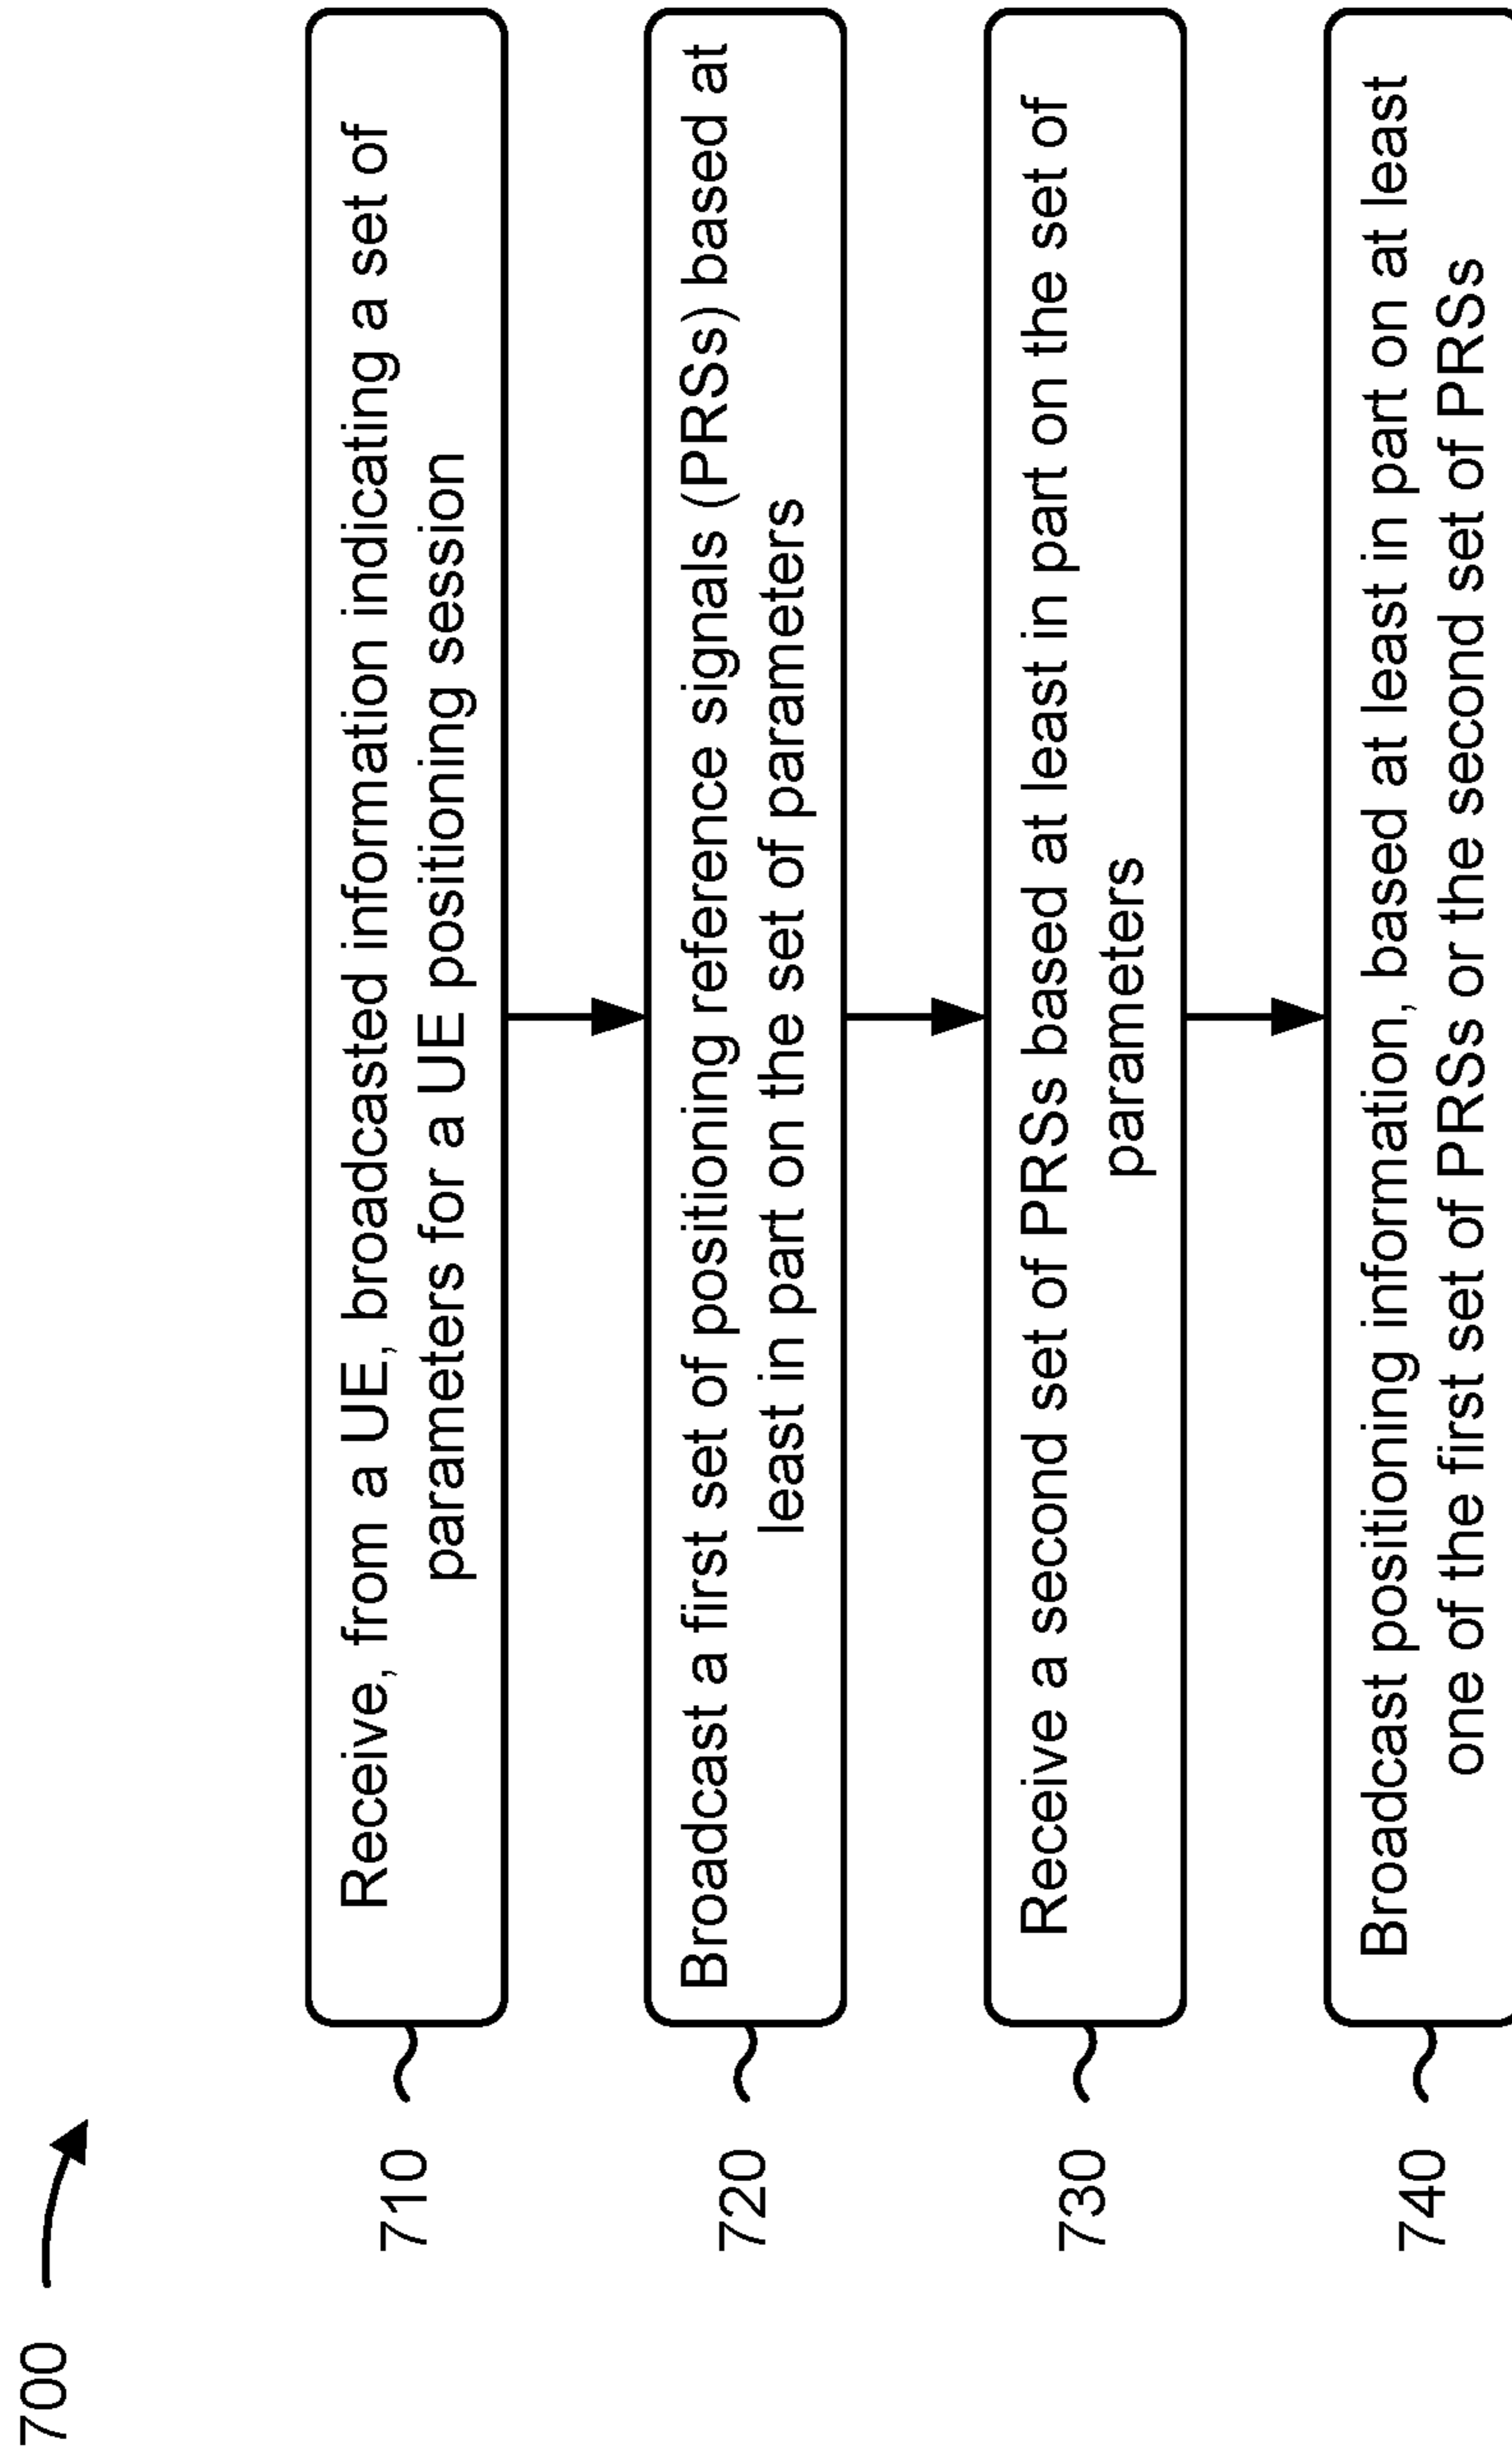 700
710
Receive, from a UE, broadcasted information indicating a set of
parameters for a UE positioning session
720
Broadcast a first set of positioning reference signals (PRSs) based at
least in part on the set of parameters
730
Receive a second set of PRSs based at least in part on the set of
parameters
740
Broadcast positioning information, based at least in part on at least
one of the first set of PRSs or the second set of PRSs